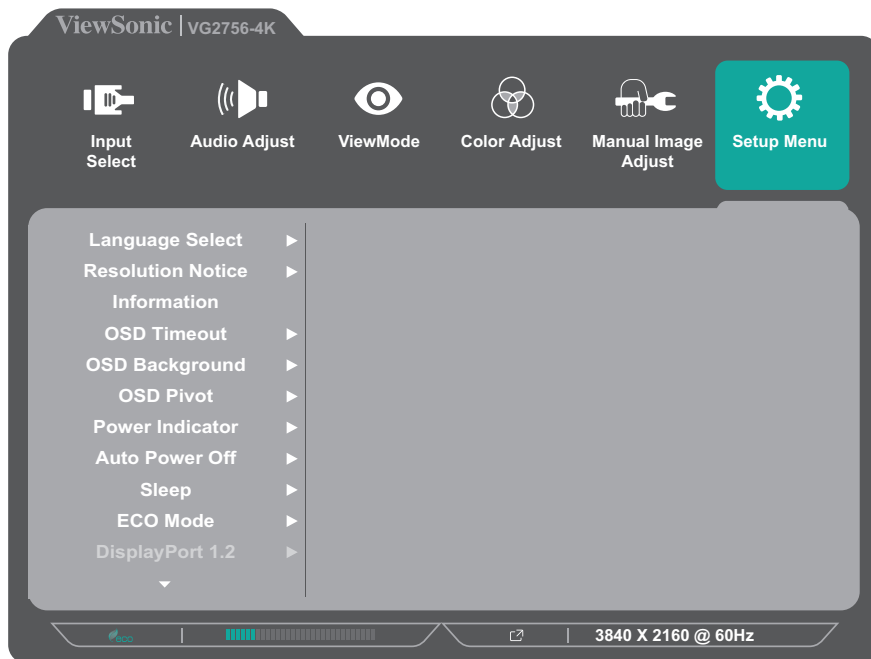 ViewSonic | VG2756-4K
Input
Select
Audio Adjust
ViewMode
Color Adjust
Manual Image
Adjust
Setup Menu
Language Select
Resolution Notice
Information
OSD Timeout
OSD Background
OSD Pivot
Power Indicator
Auto Power Off
Sleep
ECO Mode
DisplayPort 1.2
eco
3840 X 2160 @ 60Hz